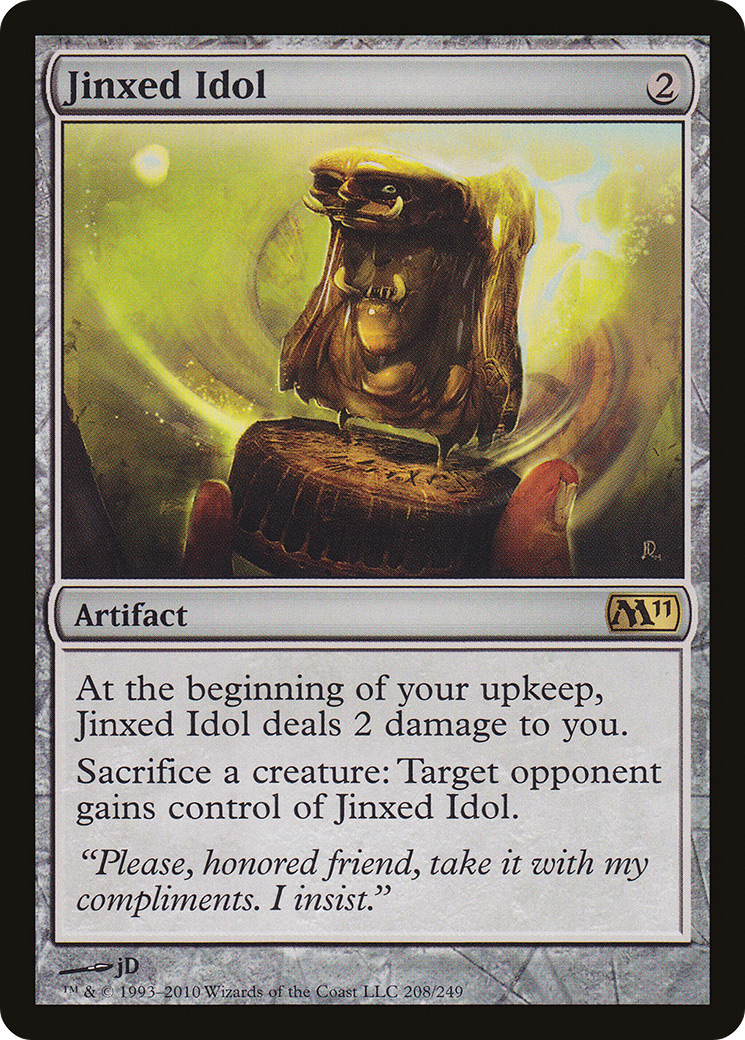 Jinxed Idol 2
Artifact M11
At the beginning of your upkeep,
Jinxed Idol deals 2 damage to you.
Sacrifice a creature: Target opponent
gains control of Jinxed Idol.
“Please, honored friend, take it with my
compliments. I insist.”
jD
™ & © 1993–2010 Wizards of the Coast LLC 208/249